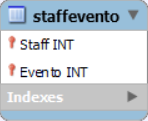 staffevento
Staff INT
Evento INT
Indexes